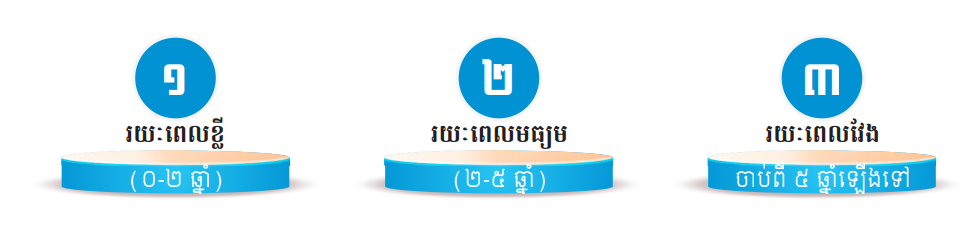 ១
រយៈពេលខ្លី
(០-២ ឆ្នាំ)
២
រយៈពេលមធ្យម
(២-៥ ឆ្នាំ)
៣
រយៈពេលវែង
ចាប់ពី ៥ ឆ្នាំឡើងទៅ